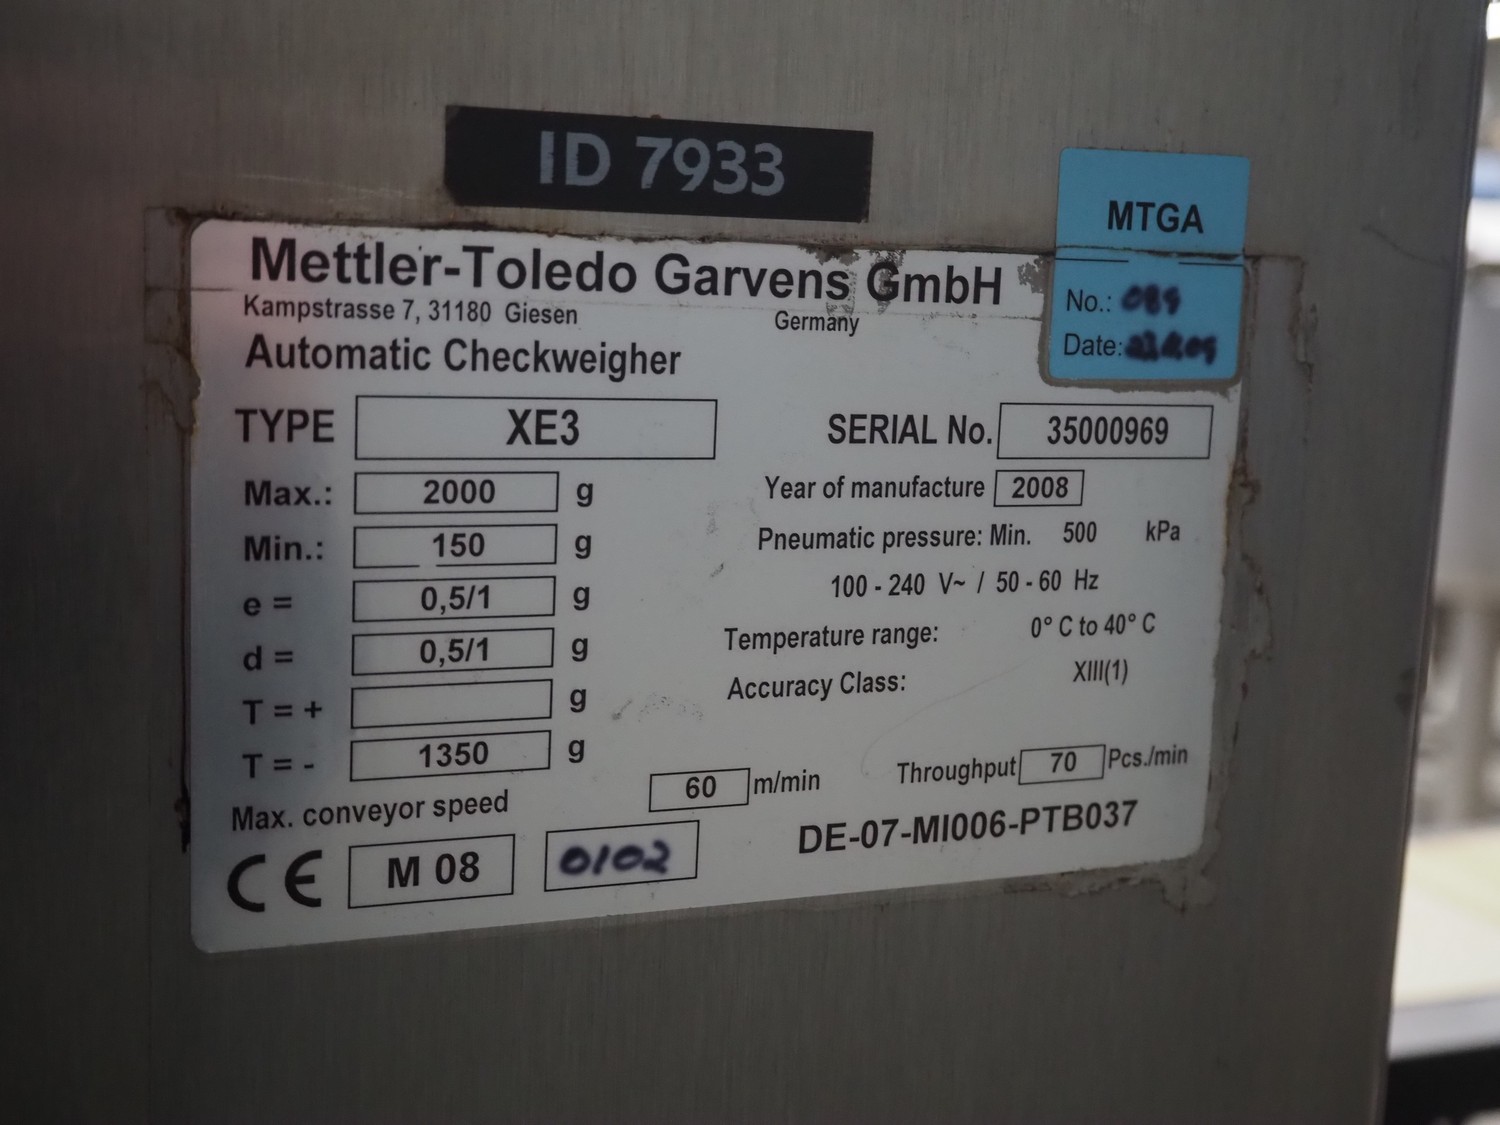 ID 7933
MTGA
No.:
Date:
Mettler-Toledo Garvens GmbH
Kampstrasse 7, 31180 Giesen Germany
Automatic Checkweigher
TYPE XE3 SERIAL No. 35000969
Max.: 2000 g Year of manufacture 2008
Min.: 150 g Pneumatic pressure: Min. 500 kPa
e = 0,5/1 g 100 - 240 V~ / 50 - 60 Hz
d = 0,5/1 g Temperature range: 0° C to 40° C
T = + g Accuracy Class: XIII(1)
T = - 1350 g
Max. conveyor speed 60 m/min Throughput 70 Pcs./min
CE M 08 0102 DE-07-MI006-PTB037